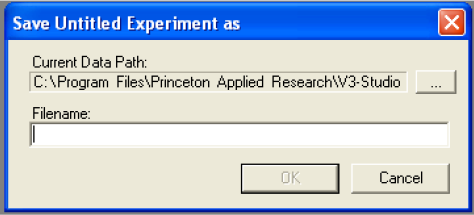 Save Untitled Experiment as
Current Data Path:
C:\Program Files\Princeton Applied Research\V3-Studio
...
Filename:
OK
Cancel